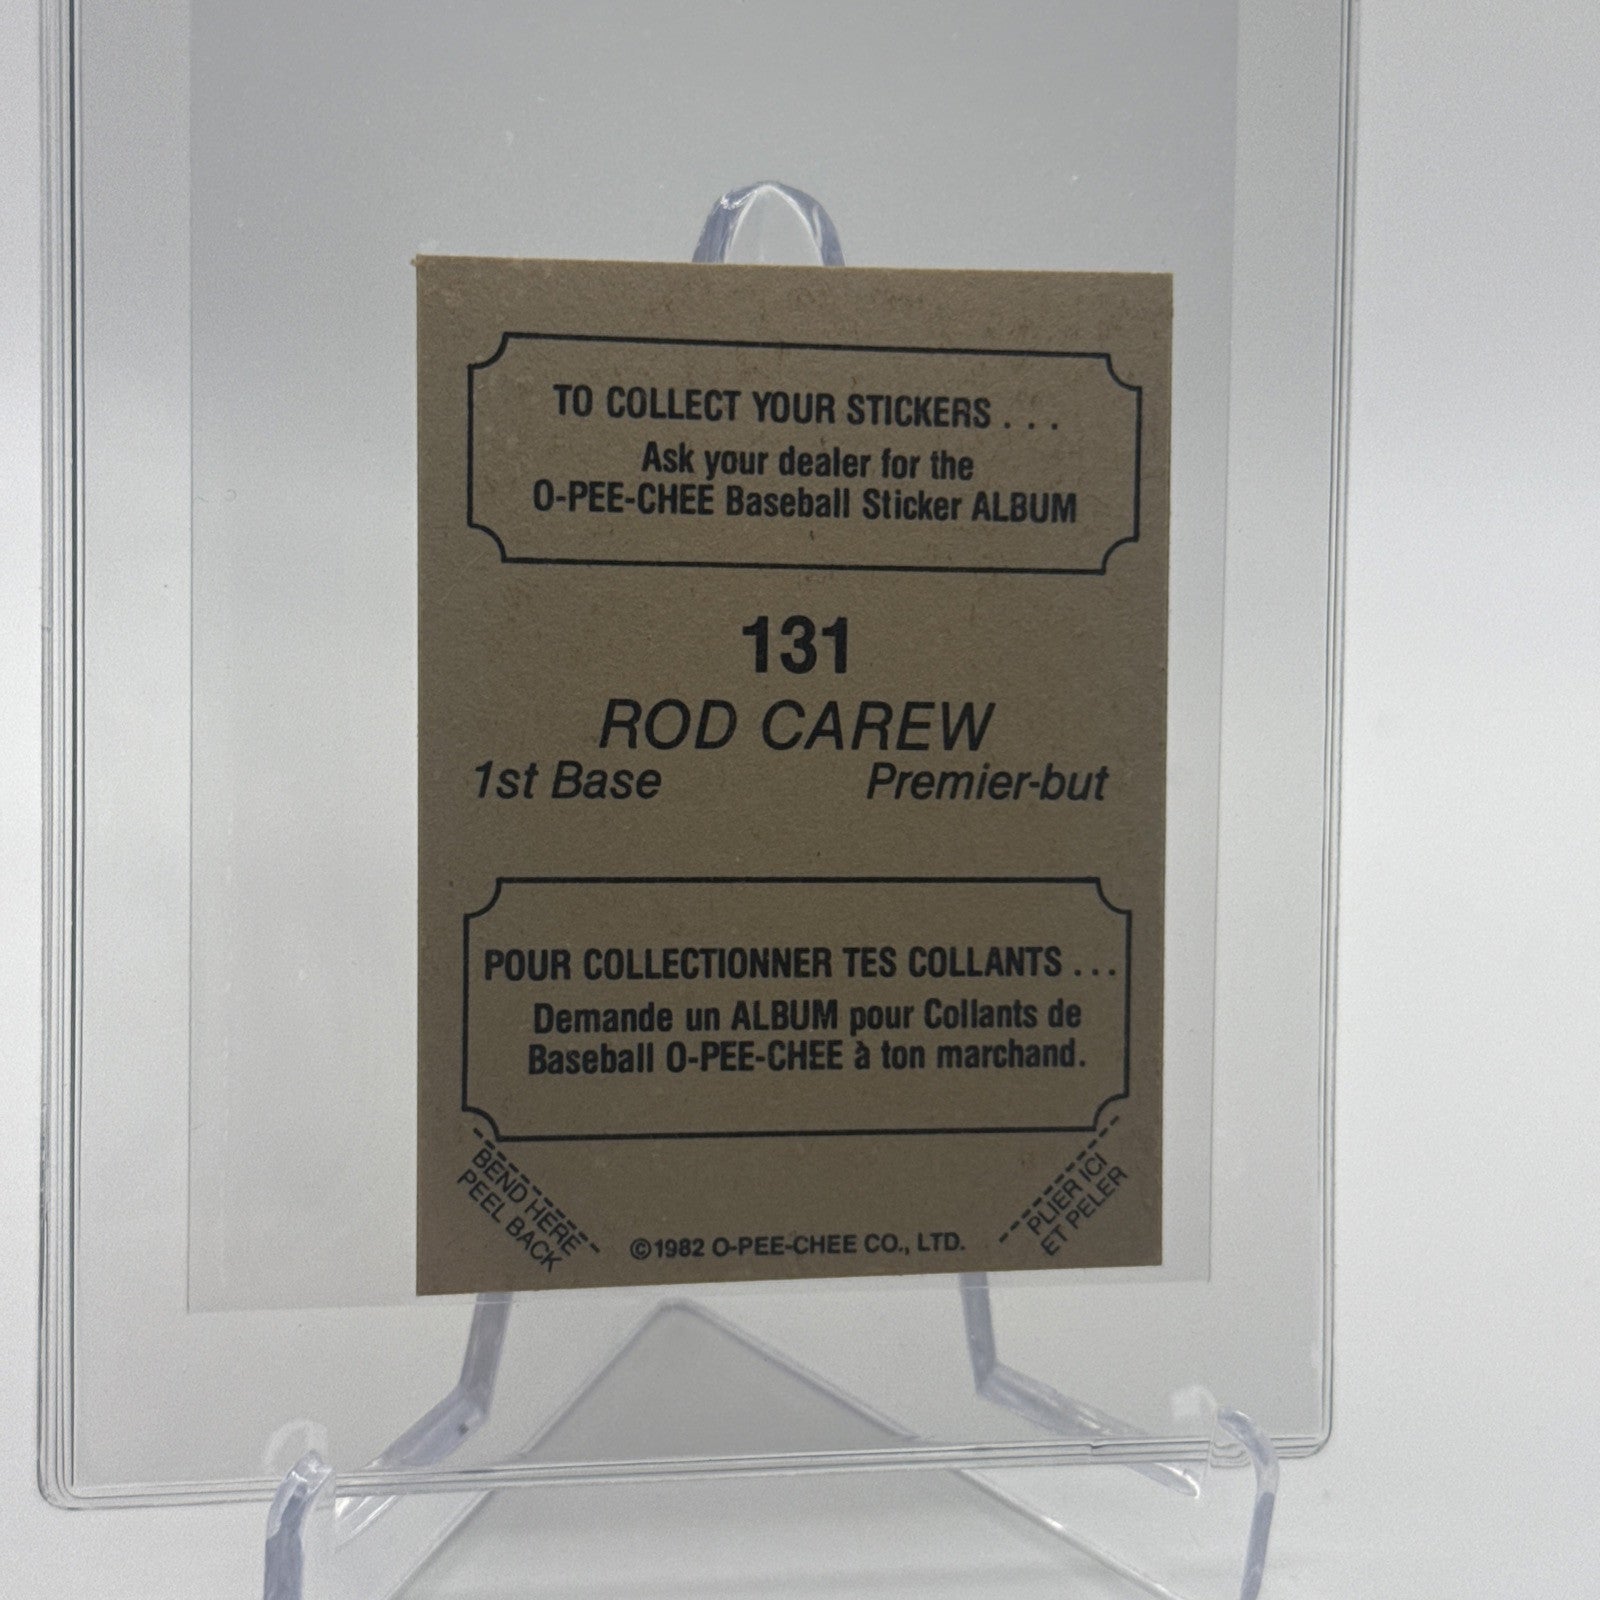 TO COLLECT YOUR STICKERS . . .
Ask your dealer for the
O-PEE-CHEE Baseball Sticker ALBUM
131
ROD CAREW
1st Base Premier-but
POUR COLLECTIONNER TES COLLANTS . . .
Demande un ALBUM pour Collants de
Baseball O-PEE-CHEE à ton marchand.
BEND HERE
PEEL BACK
©1982 O-PEE-CHEE CO., LTD.
PLIER ICI
ET PELER